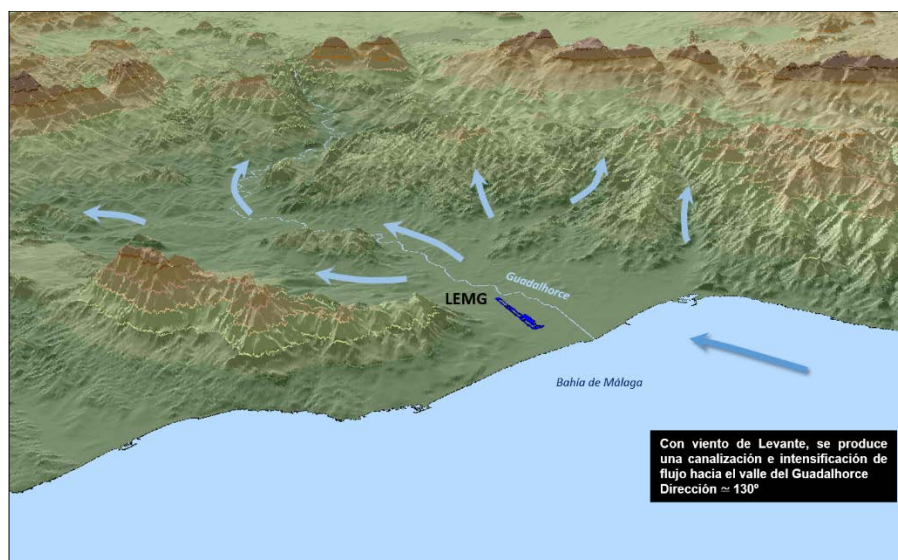 Guadalhorce
LEMG
Bahía de Málaga
Con viento de Levante, se produce
una canalización e intensificación de
flujo hacia el valle del Guadalhorce
Dirección ≃ 130º